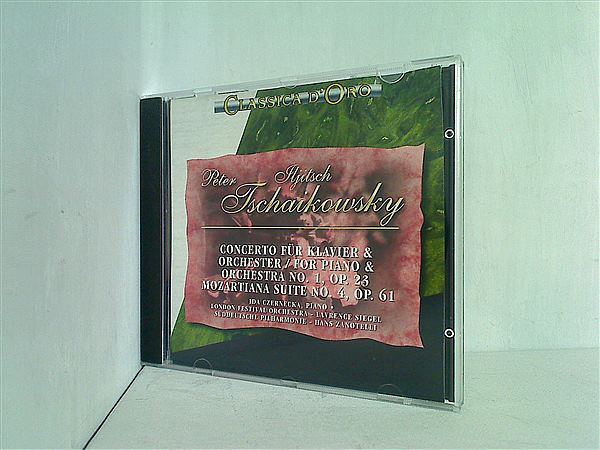 CLASSICA D'ORO
Peter Iljitsch
Tschaikowsky
CONCERTO FÜR KLAVIER &
ORCHESTER / FOR PIANO &
ORCHESTRA NO. 1, OP. 23
MOZARTIANA SUITE NO. 4, OP. 61
IDA CZERNECKA, PIANO •
LONDON FESTIVAL ORCHESTRA - LAVRENCE SIEGEL
SÜDDEUTSCHE PHILHARMONIE - HANS ZANOTELLI